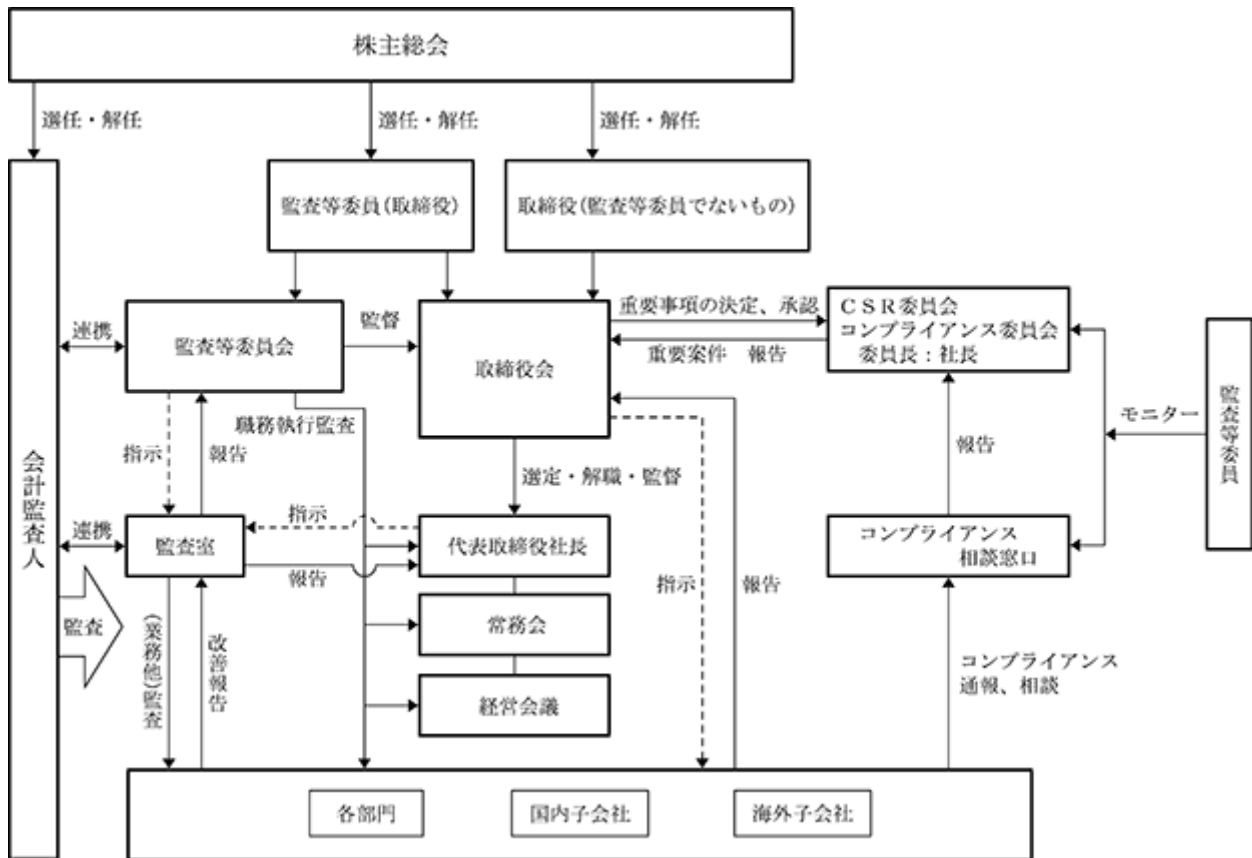 株主総会
選任・解任
選任・解任
選任・解任
監査等委員(取締役)
取締役(監査等委員でないもの)
連携
監査等委員会
監督
取締役会
重要事項の決定、承認
重要案件 報告
CSR委員会
コンプライアンス委員会
委員長：社長
監査等委員
モニター
職務執行監査
指示
報告
選定・解職・監督
報告
会計監査人
連携
監査室
指示
報告
代表取締役社長
指示
報告
コンプライアンス
相談窓口
監査
(業務他)監査
改善報告
常務会
経営会議
コンプライアンス
通報、相談
各部門
国内子会社
海外子会社